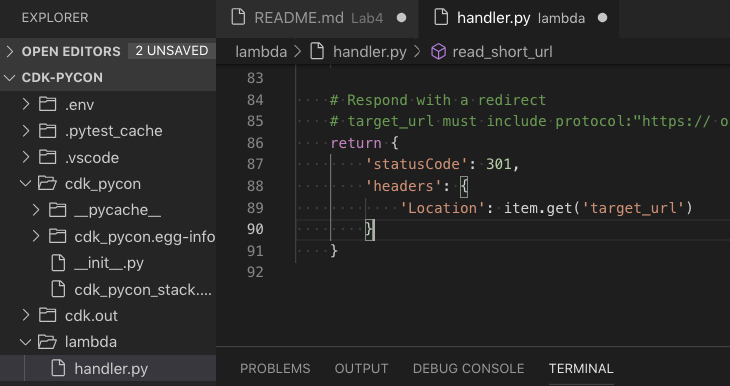 EXPLORER
OPEN EDITORS 2 UNSAVED
CDK-PYCON
.env
.pytest_cache
.vscode
cdk_pycon
__pycache__
cdk_pycon.egg-info
__init__.py
cdk_pycon_stack....
cdk.out
lambda
handler.py
README.md Lab4
handler.py lambda
lambda > handler.py > read_short_url
83
84 # Respond with a redirect
85 # target_url must include protocol:"https:// o
86 return {
87 'statusCode': 301,
88 'headers': {
89 'Location': item.get('target_url')
90 }
91 }
92
PROBLEMS OUTPUT DEBUG CONSOLE TERMINAL